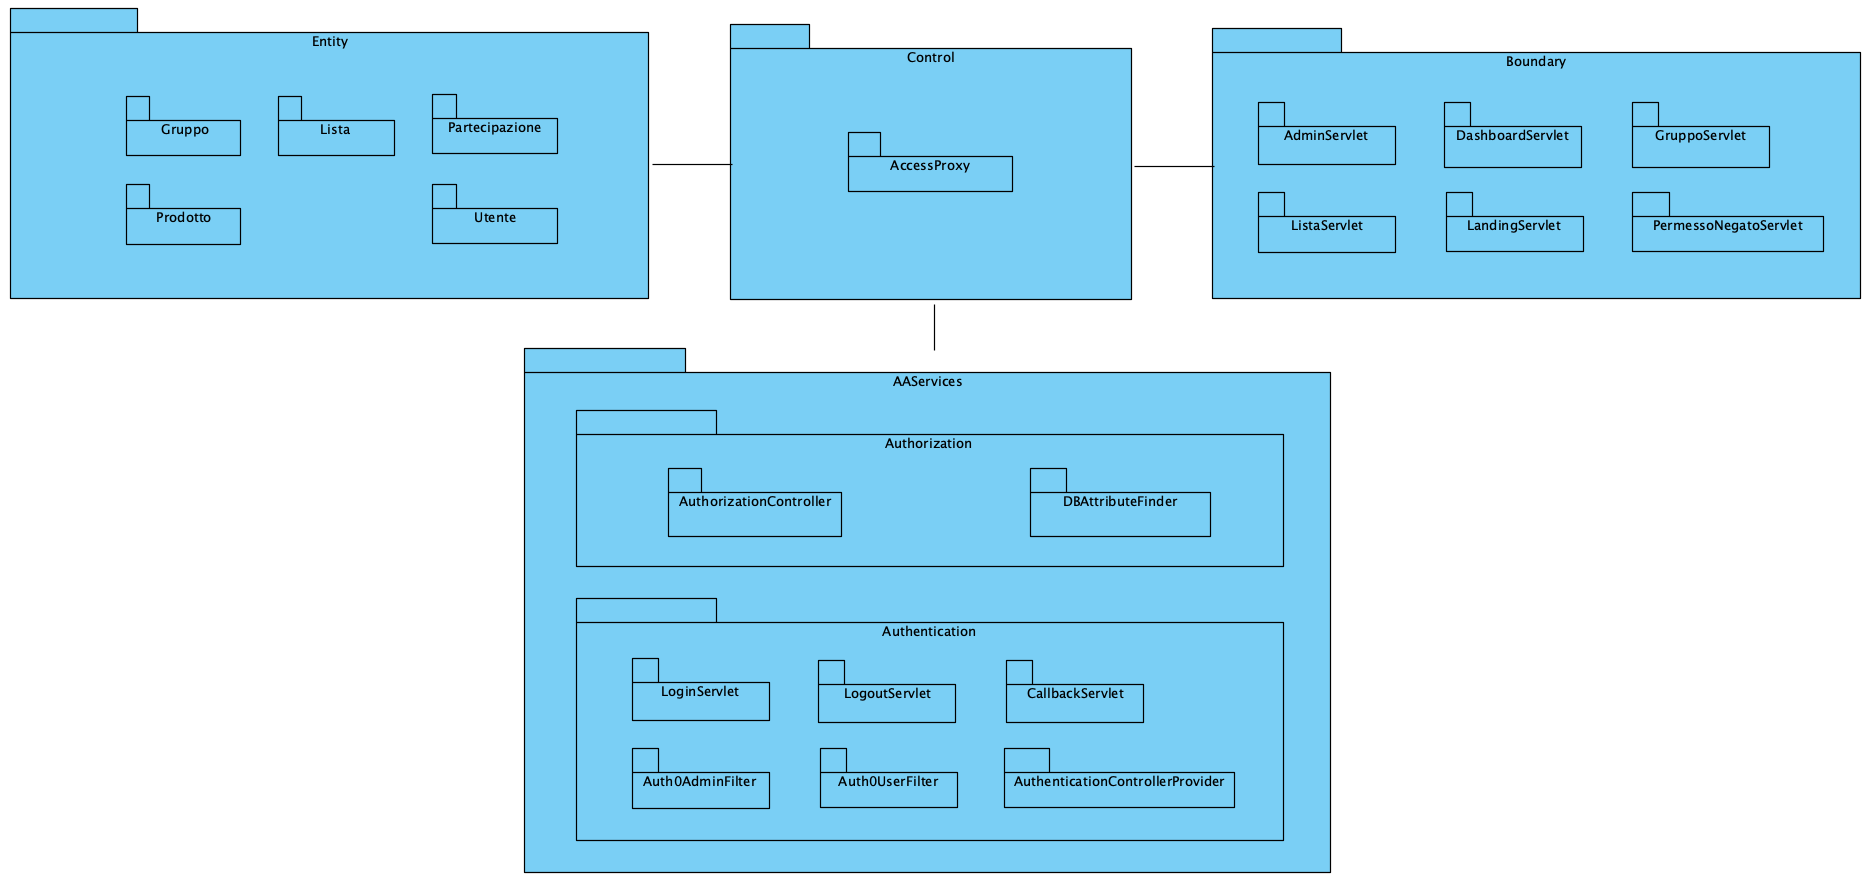 Entity
Gruppo
Lista
Partecipazione
Prodotto
Utente
Control
AccessProxy
Boundary
AdminServlet
DashboardServlet
GruppoServlet
ListaServlet
LandingServlet
PermessoNegatoServlet
AAServices
Authorization
AuthorizationController
DBAttributeFinder
Authentication
LoginServlet
LogoutServlet
CallbackServlet
Auth0AdminFilter
Auth0UserFilter
AuthenticationControllerProvider